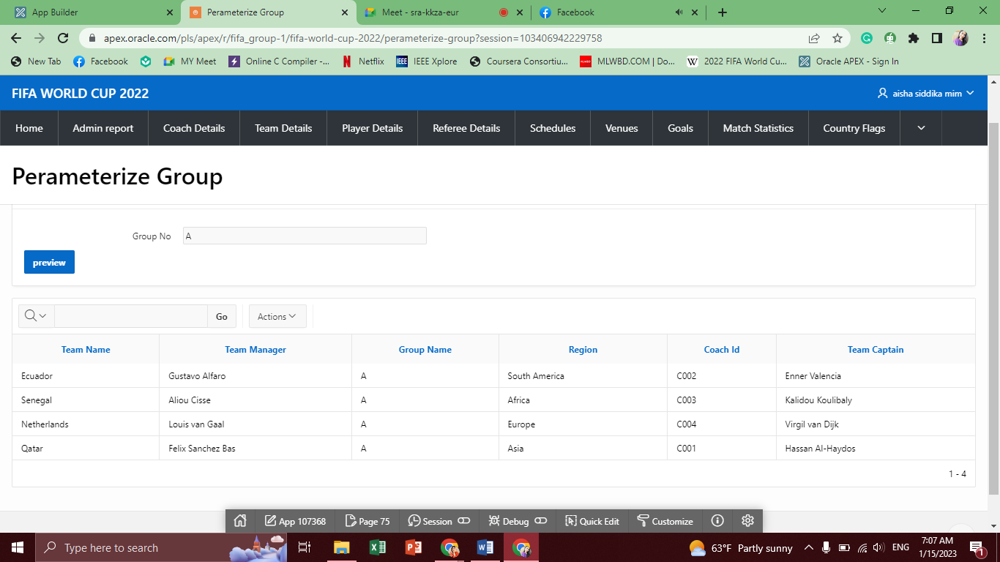 App Builder
Perameterize Group
Meet - sra-kkza-eur
Facebook
apex.oracle.com/pls/apex/r/fifa_group-1/fifa-world-cup-2022/perameterize-group?session=103406942229758
New Tab
Facebook
MY Meet
Online C Compiler -...
Netflix
IEEE Xplore
Coursera Consortiu...
MLWBD.COM | Do...
2022 FIFA World Cu...
Oracle APEX - Sign In
FIFA WORLD CUP 2022
aisha siddika mim
Home
Admin report
Coach Details
Team Details
Player Details
Referee Details
Schedules
Venues
Goals
Match Statistics
Country Flags
Perameterize Group
Group No A
preview
Go
Actions
Team Name Team Manager Group Name Region Coach Id Team Captain
Ecuador Gustavo Alfaro A South America C002 Enner Valencia
Senegal Aliou Cisse A Africa C003 Kalidou Koulibaly
Netherlands Louis van Gaal A Europe C004 Virgil van Dijk
Qatar Felix Sanchez Bas A Asia C001 Hassan Al-Haydos
1 - 4
App 107368
Page 75
Session
Debug
Quick Edit
Customize
Type here to search
63°F Partly sunny
ENG
7:07 AM
1/15/2023
1